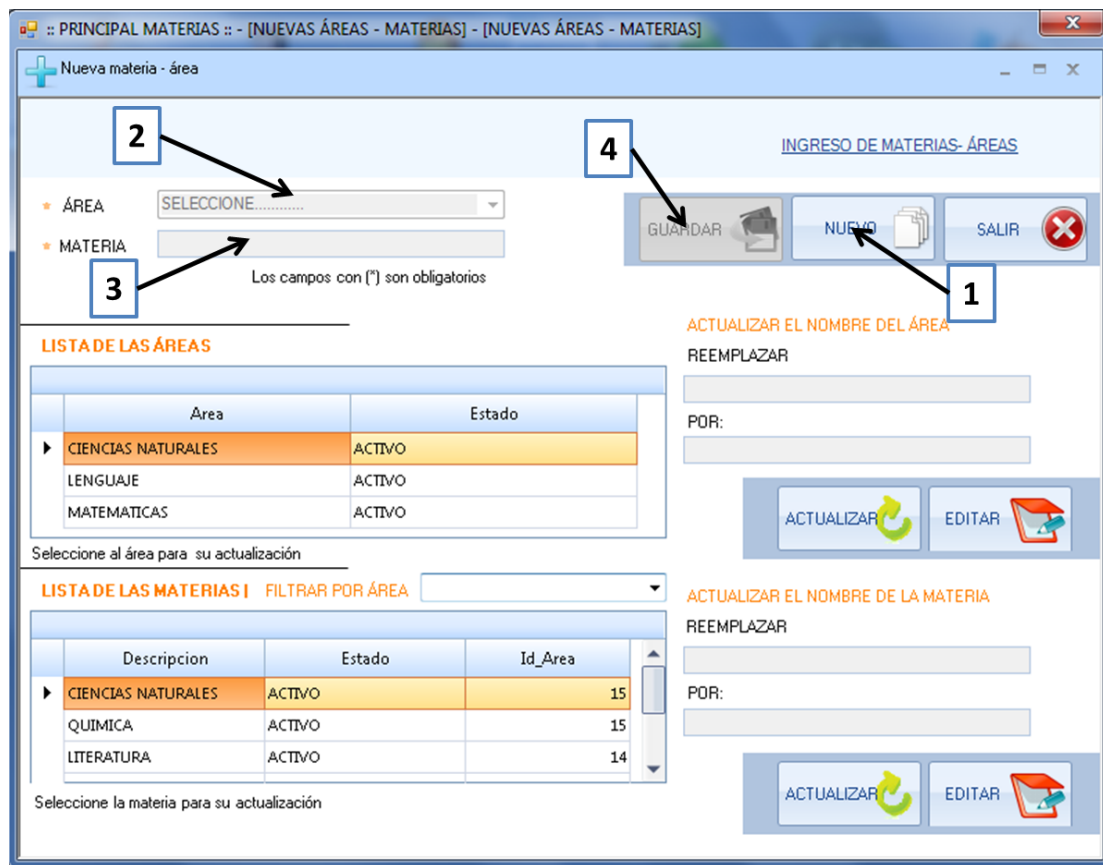 :: PRINCIPAL MATERIAS :: - [NUEVAS ÁREAS - MATERIAS] - [NUEVAS ÁREAS - MATERIAS]
Nueva materia - área
2
4
INGRESO DE MATERIAS- ÁREAS
* ÁREA SELECCIONE............
GUARDAR NUEVO SALIR
* MATERIA
3
Los campos con (*) son obligatorios
1
ACTUALIZAR EL NOMBRE DEL ÁREA
LISTA DE LAS ÁREAS
REEMPLAZAR
Area Estado
POR:
CIENCIAS NATURALES ACTIVO
LENGUAJE ACTIVO
MATEMATICAS ACTIVO
ACTUALIZAR EDITAR
Seleccione al área para su actualización
LISTA DE LAS MATERIAS | FILTRAR POR ÁREA
ACTUALIZAR EL NOMBRE DE LA MATERIA
REEMPLAZAR
Descripcion Estado Id_Area
CIENCIAS NATURALES ACTIVO 15
POR:
QUIMICA ACTIVO 15
LITERATURA ACTIVO 14
ACTUALIZAR EDITAR
Seleccione la materia para su actualización